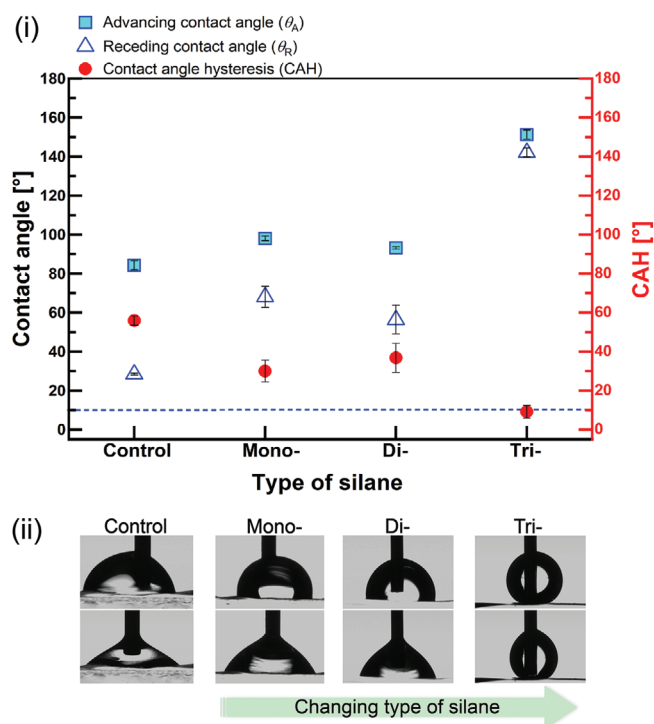 (i)
Advancing contact angle (θA)
Receding contact angle (θR)
Contact angle hysteresis (CAH)
180
160
140
120
100
80
60
40
20
0
Contact angle [°]
180
160
140
120
100
80
60
40
20
0
CAH [°]
Control Mono- Di- Tri-
Type of silane
(ii)
Control Mono- Di- Tri-
Changing type of silane